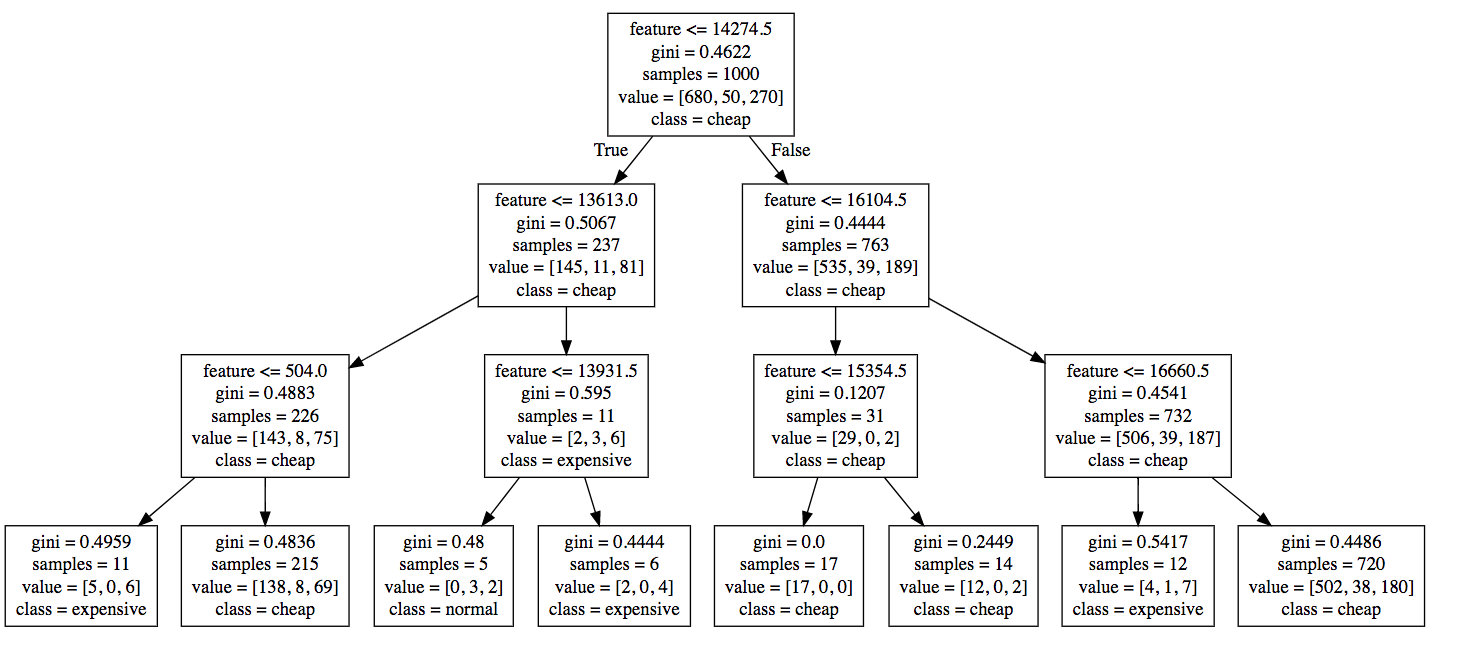 feature <= 14274.5
gini = 0.4622
samples = 1000
value = [680, 50, 270]
class = cheap
True
False
feature <= 13613.0
gini = 0.5067
samples = 237
value = [145, 11, 81]
class = cheap
feature <= 16104.5
gini = 0.4444
samples = 763
value = [535, 39, 189]
class = cheap
feature <= 504.0
gini = 0.4883
samples = 226
value = [143, 8, 75]
class = cheap
feature <= 13931.5
gini = 0.595
samples = 11
value = [2, 3, 6]
class = expensive
feature <= 15354.5
gini = 0.1207
samples = 31
value = [29, 0, 2]
class = cheap
feature <= 16660.5
gini = 0.4541
samples = 732
value = [506, 39, 187]
class = cheap
gini = 0.4959
samples = 11
value = [5, 0, 6]
class = expensive
gini = 0.4836
samples = 215
value = [138, 8, 69]
class = cheap
gini = 0.48
samples = 5
value = [0, 3, 2]
class = normal
gini = 0.4444
samples = 6
value = [2, 0, 4]
class = expensive
gini = 0.0
samples = 17
value = [17, 0, 0]
class = cheap
gini = 0.2449
samples = 14
value = [12, 0, 2]
class = cheap
gini = 0.5417
samples = 12
value = [4, 1, 7]
class = expensive
gini = 0.4486
samples = 720
value = [502, 38, 180]
class = cheap